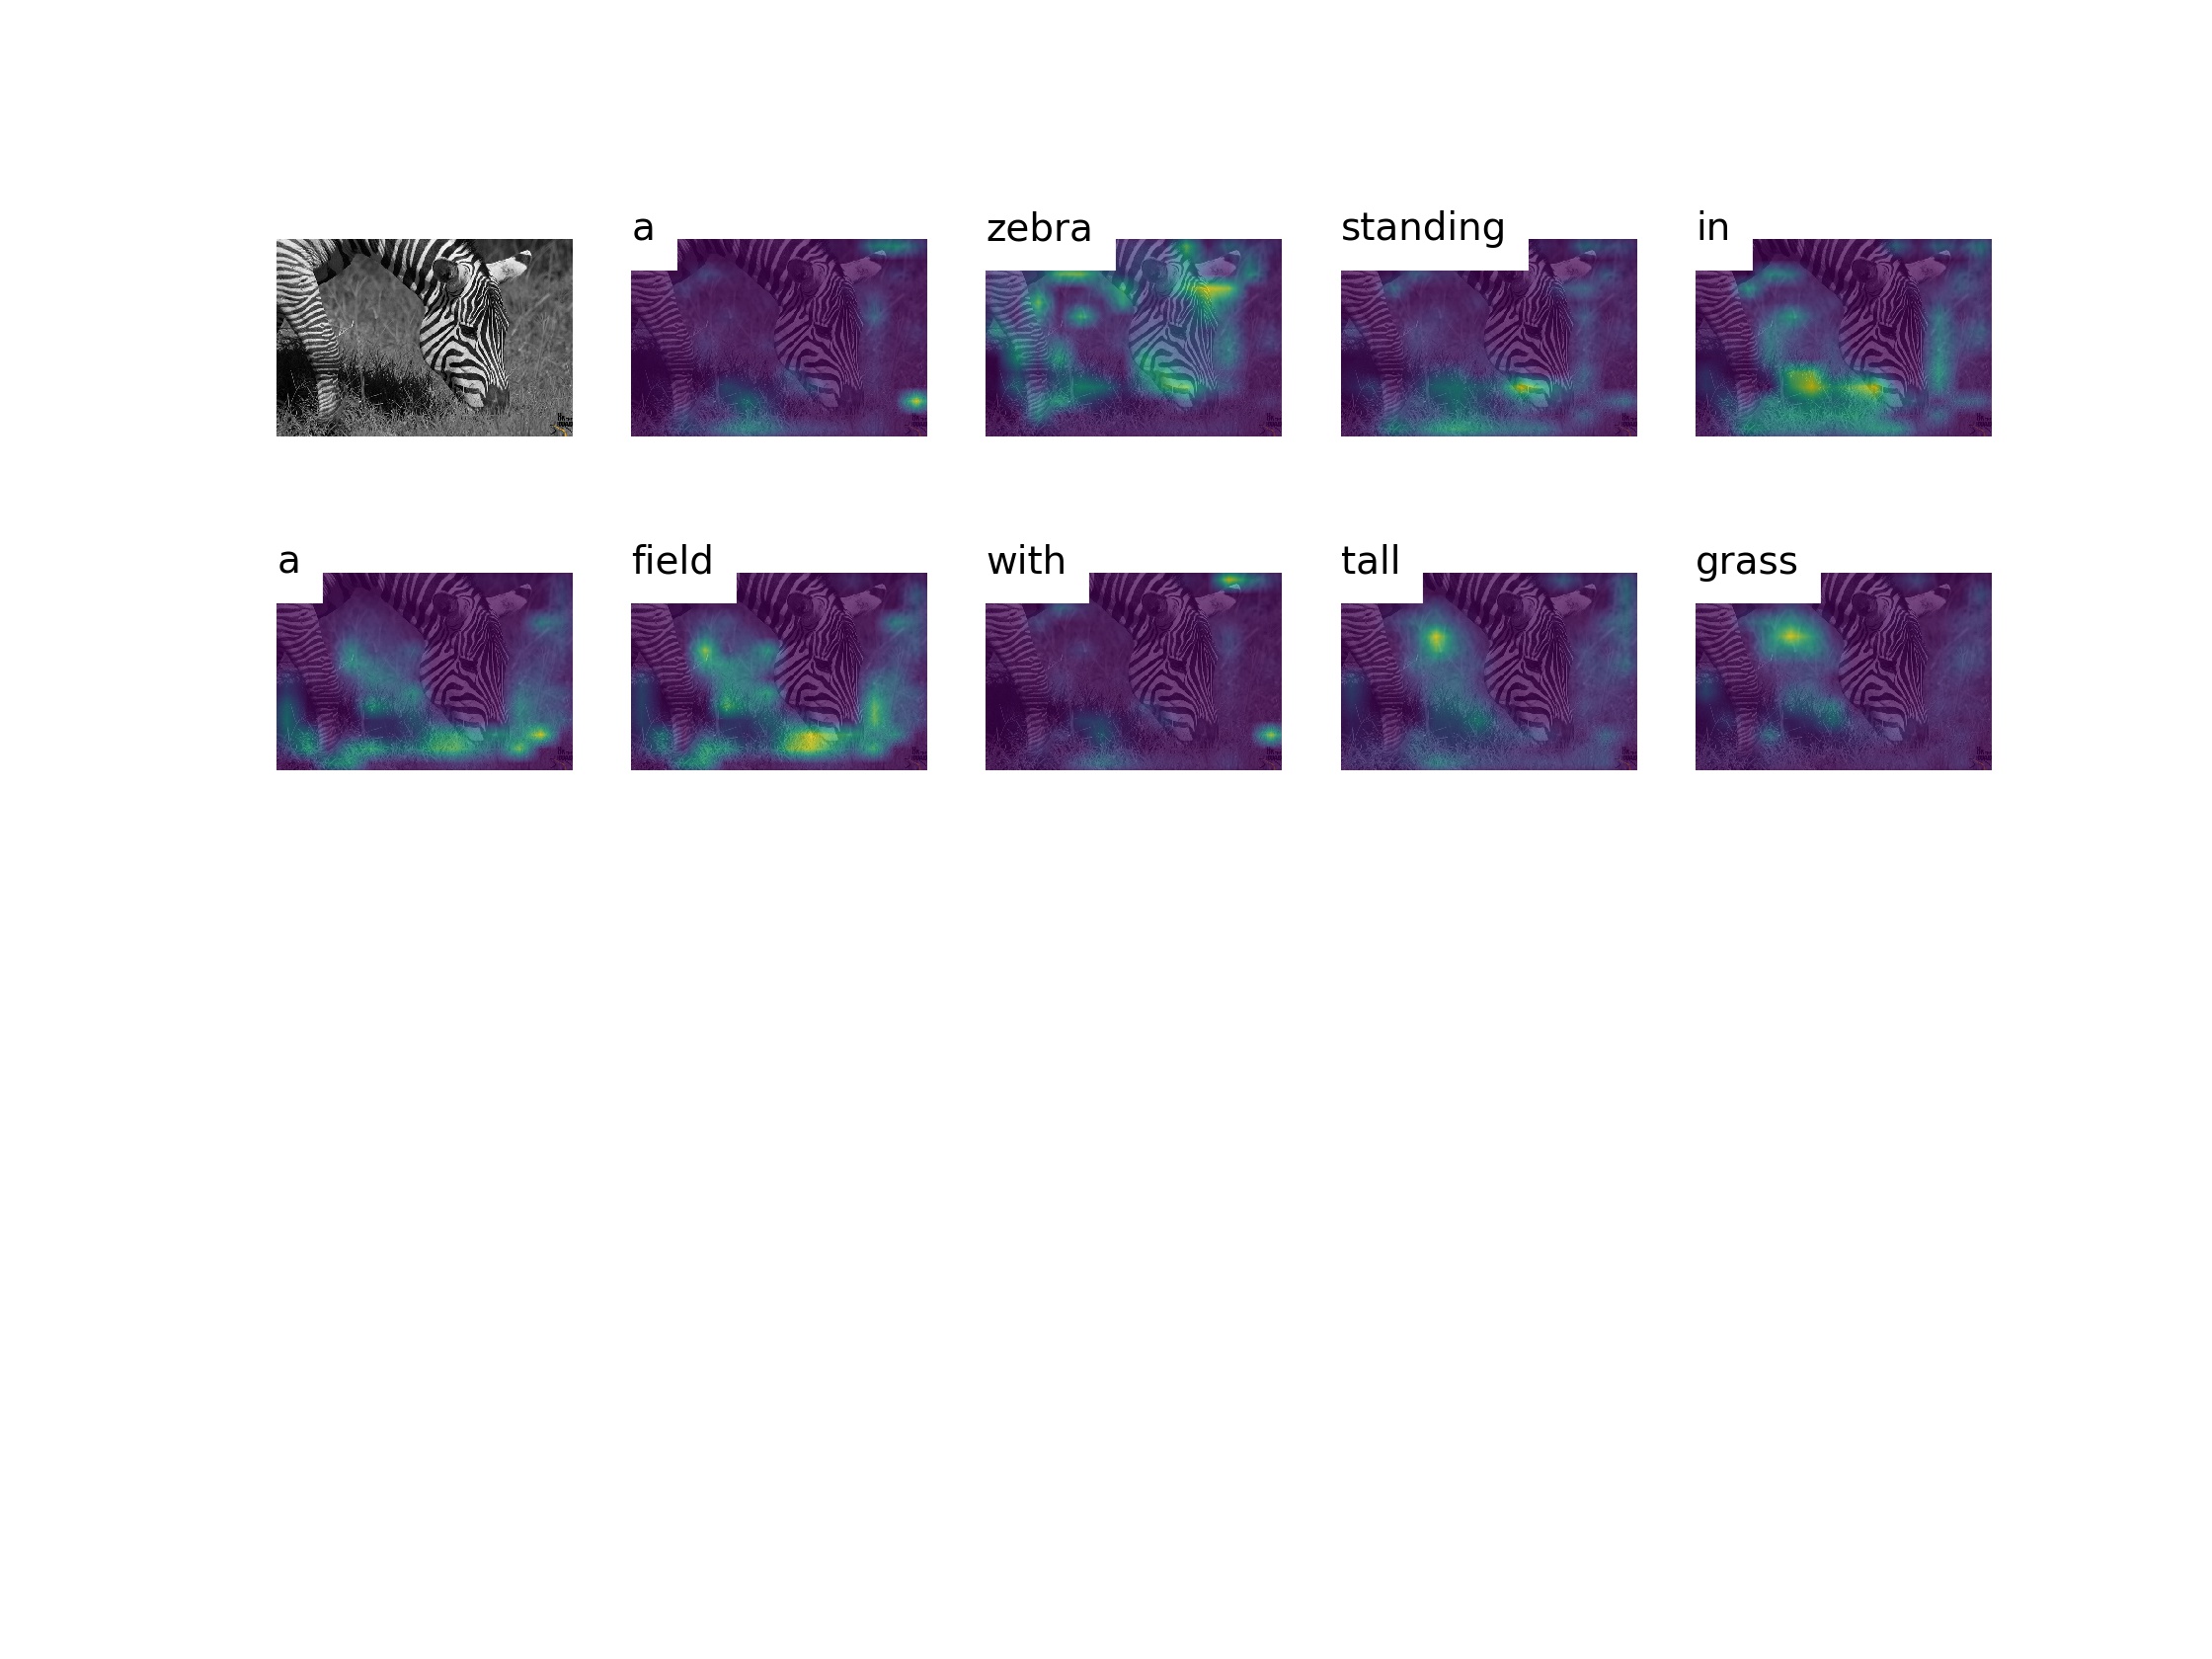 a
zebra
standing
in
a
field
with
tall
grass